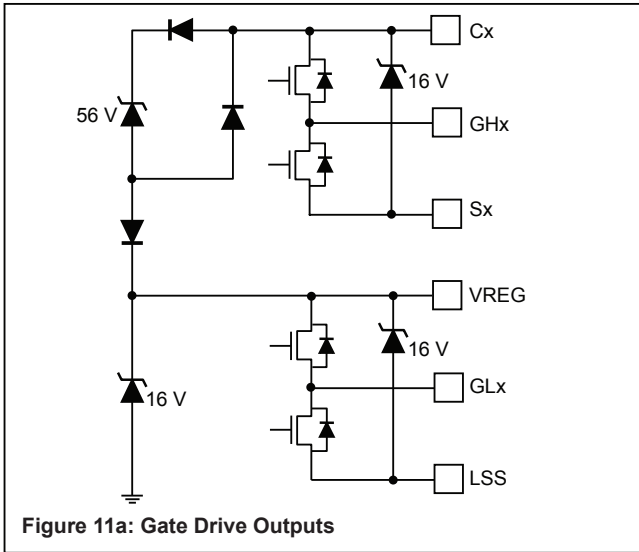 Cx
56 V
16 V
GHx
Sx
VREG
16 V
16 V
GLx
LSS
Figure 11a: Gate Drive Outputs